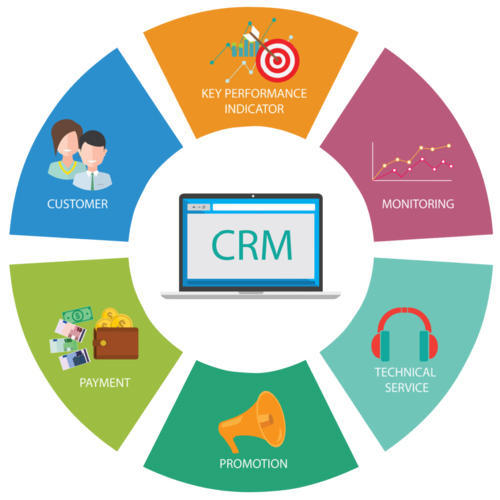 KEY PERFORMANCE
INDICATOR
MONITORING
TECHNICAL
SERVICE
PROMOTION
PAYMENT
CUSTOMER
CRM